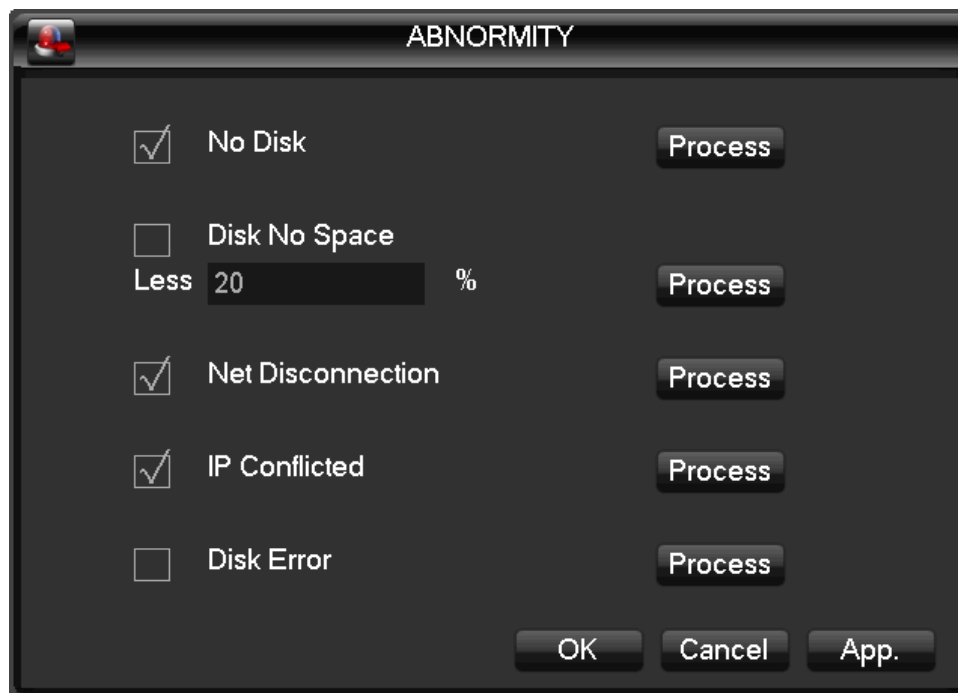 ABNORMITY
No Disk Process
Disk No Space
Less 20 % Process
Net Disconnection Process
IP Conflicted Process
Disk Error Process
OK Cancel App.